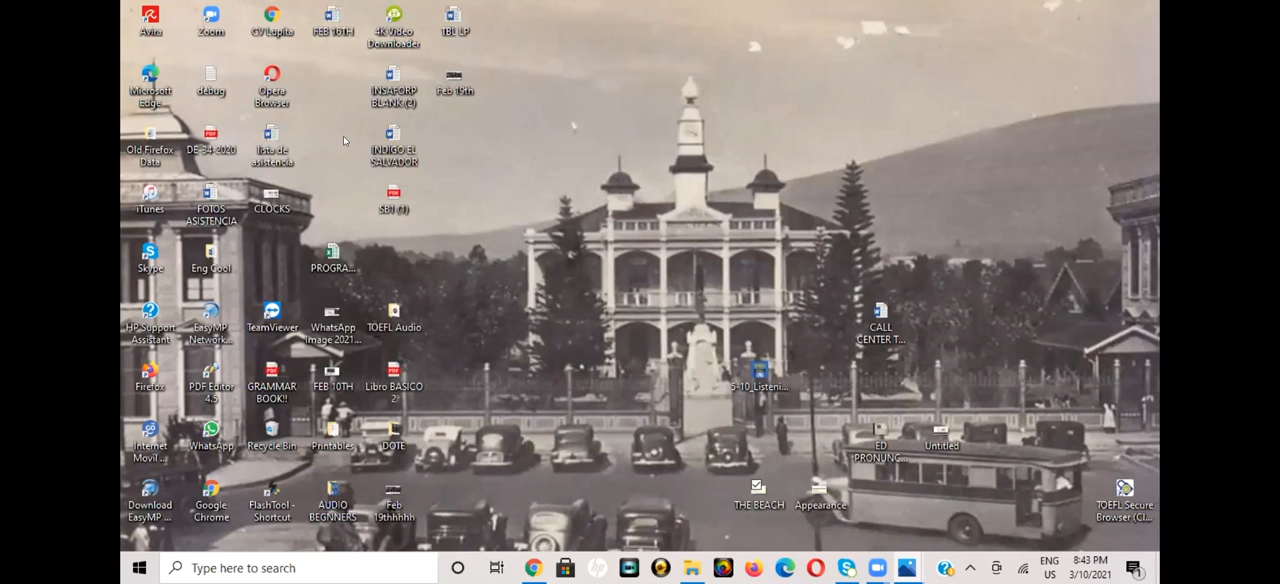 Avira
Zoom
CV Lupita
FEB 16TH
4K Video
Downloader
TBL LP
Microsoft
Edge
debug
Opera
Browser
INSAFORP
BLANK (2)
Feb 19th
Old Firefox
Data
DE-34-2020
lista de
asistencia
INDIGO EL
SALVADOR
iTunes
FOTOS
ASISTENCIA
CLOCKS
SB1 (1)
Skype
Eng Cool
PROGRA...
HP Support
Assistant
EasyMP
Network...
TeamViewer
WhatsApp
Image 2021...
TOEFL Audio
CALL
CENTER T...
Firefox
PDF Editor
4.5
GRAMMAR
BOOK!!
FEB 10TH
Libro BASICO
2
5-10_Listeni...
Internet
Movil ...
WhatsApp
Recycle Bin
Printables
DOTE
ED
PRONUNG...
Untitled
Download
EasyMP ...
Google
Chrome
FlashTool -
Shortcut
AUDIO
BEGNNERS
Feb
19thhhhh
THE BEACH
Appearance
TOEFL Secure
Browser (Cl...
Type here to search
ENG
US
8:43 PM
3/10/2021